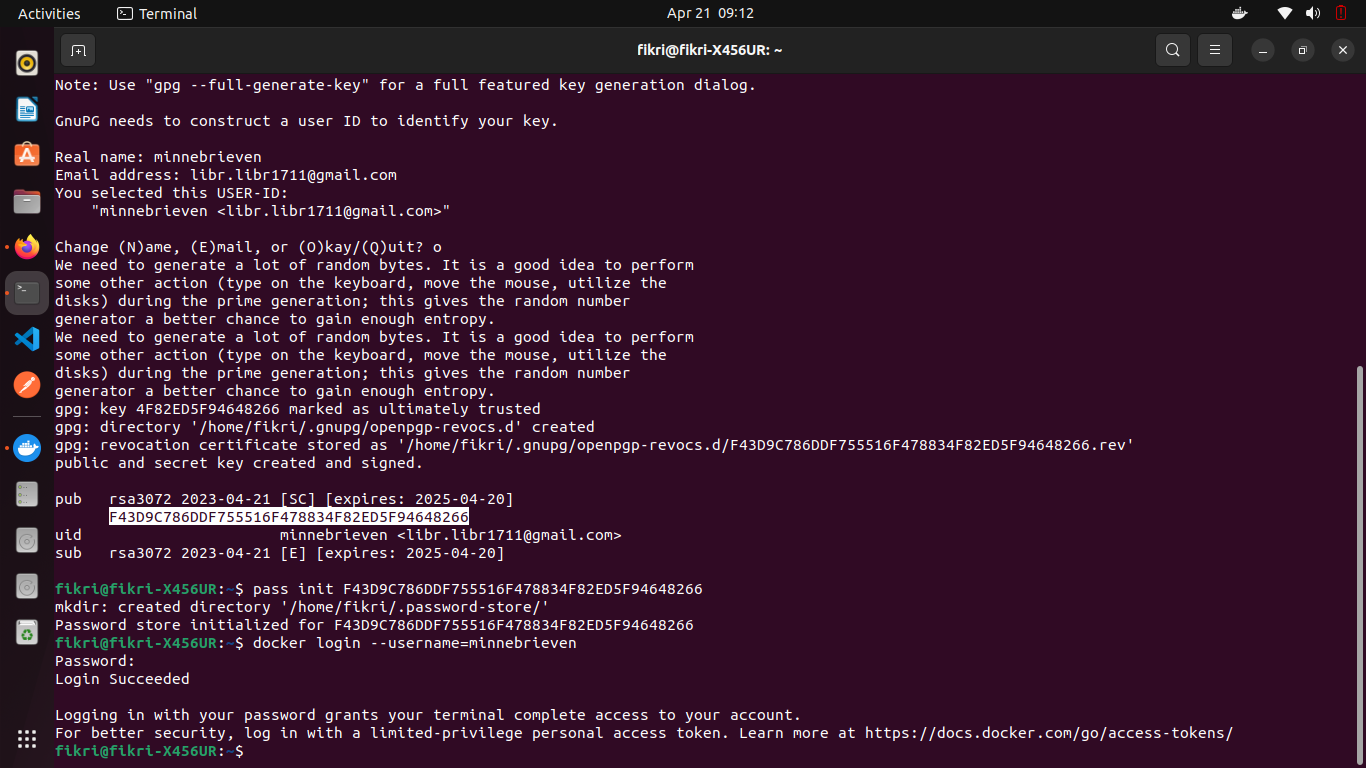 Activities
Terminal
Apr 21 09:12
fikri@fikri-X456UR: ~
Note: Use "gpg --full-generate-key" for a full featured key generation dialog.
GnuPG needs to construct a user ID to identify your key.
Real name: minnebrieven
Email address: libr.libr1711@gmail.com
You selected this USER-ID:
    "minnebrieven <libr.libr1711@gmail.com>"
Change (N)ame, (E)mail, or (O)kay/(Q)uit? o
We need to generate a lot of random bytes. It is a good idea to perform
some other action (type on the keyboard, move the mouse, utilize the
disks) during the prime generation; this gives the random number
generator a better chance to gain enough entropy.
We need to generate a lot of random bytes. It is a good idea to perform
some other action (type on the keyboard, move the mouse, utilize the
disks) during the prime generation; this gives the random number
generator a better chance to gain enough entropy.
gpg: key 4F82ED5F94648266 marked as ultimately trusted
gpg: directory '/home/fikri/.gnupg/openpgp-revocs.d' created
gpg: revocation certificate stored as '/home/fikri/.gnupg/openpgp-revocs.d/F43D9C786DDF755516F478834F82ED5F94648266.rev'
public and secret key created and signed.
pub   rsa3072 2023-04-21 [SC] [expires: 2025-04-20]
      F43D9C786DDF755516F478834F82ED5F94648266
uid                      minnebrieven <libr.libr1711@gmail.com>
sub   rsa3072 2023-04-21 [E] [expires: 2025-04-20]
fikri@fikri-X456UR:~$ pass init F43D9C786DDF755516F478834F82ED5F94648266
mkdir: created directory '/home/fikri/.password-store/'
Password store initialized for F43D9C786DDF755516F478834F82ED5F94648266
fikri@fikri-X456UR:~$ docker login --username=minnebrieven
Password:
Login Succeeded
Logging in with your password grants your terminal complete access to your account.
For better security, log in with a limited-privilege personal access token. Learn more at https://docs.docker.com/go/access-tokens/
fikri@fikri-X456UR:~$